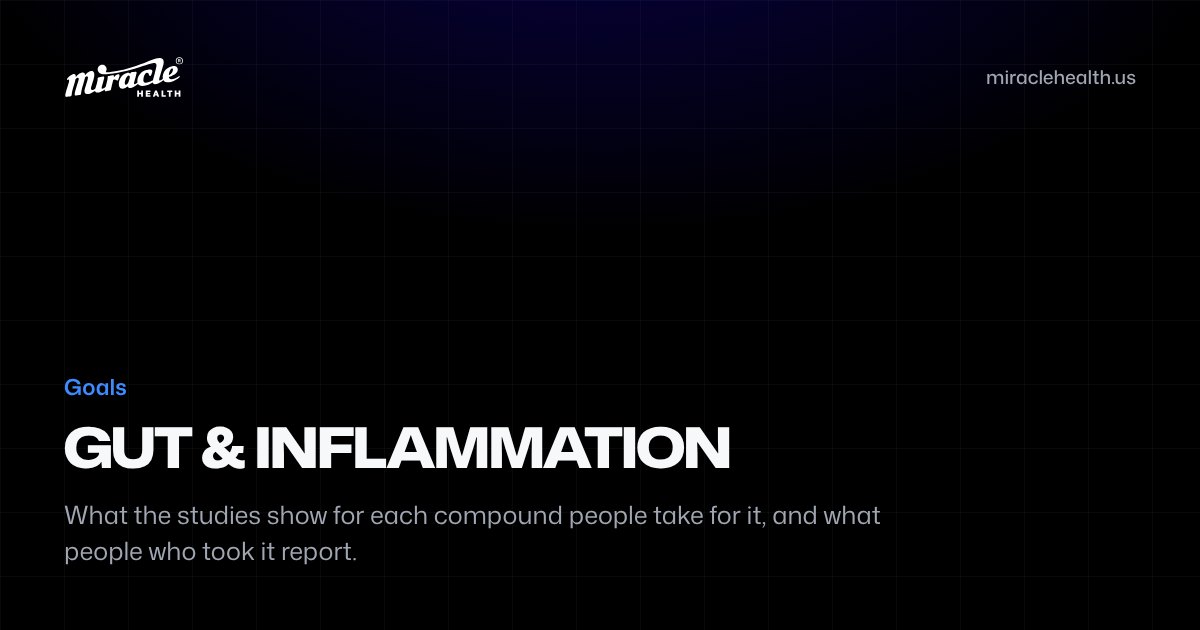 miracle®
HEALTH
miraclehealth.us
Goals
GUT & INFLAMMATION
What the studies show for each compound people take for it, and what
people who took it report.